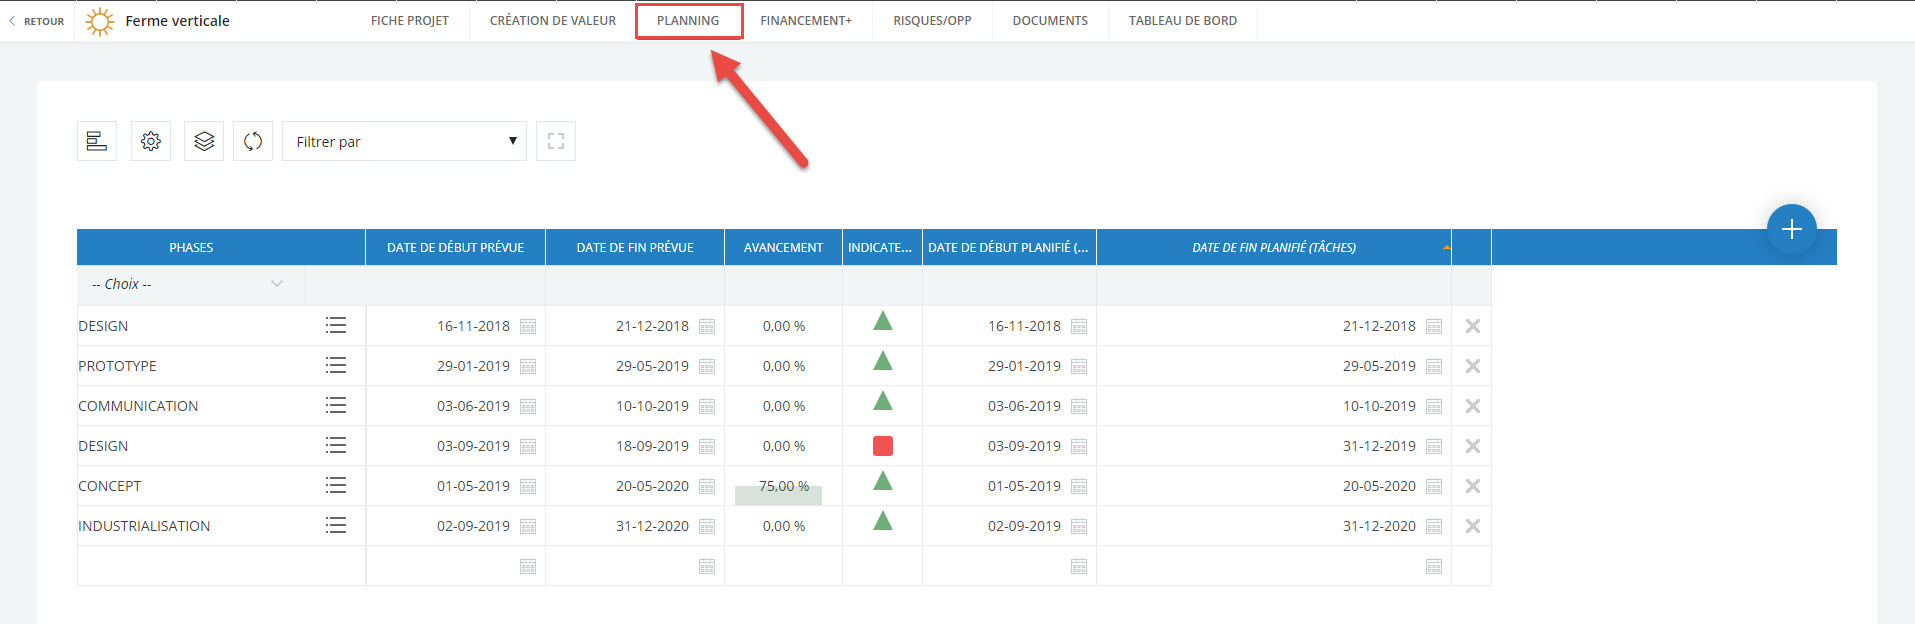 RETOUR Ferme verticale FICHE PROJET CRÉATION DE VALEUR PLANNING FINANCEMENT+ RISQUES/OPP DOCUMENTS TABLEAU DE BORD
Filtrer par
PHASES DATE DE DÉBUT PRÉVUE DATE DE FIN PRÉVUE AVANCEMENT INDICATE... DATE DE DÉBUT PLANIFIÉ (... DATE DE FIN PLANIFIÉ (TÂCHES)
-- Choix --
DESIGN 16-11-2018 21-12-2018 0,00 % 16-11-2018 21-12-2018
PROTOTYPE 29-01-2019 29-05-2019 0,00 % 29-01-2019 29-05-2019
COMMUNICATION 03-06-2019 10-10-2019 0,00 % 03-06-2019 10-10-2019
DESIGN 03-09-2019 18-09-2019 0,00 % 03-09-2019 31-12-2019
CONCEPT 01-05-2019 20-05-2020 75,00 % 01-05-2019 20-05-2020
INDUSTRIALISATION 02-09-2019 31-12-2020 0,00 % 02-09-2019 31-12-2020